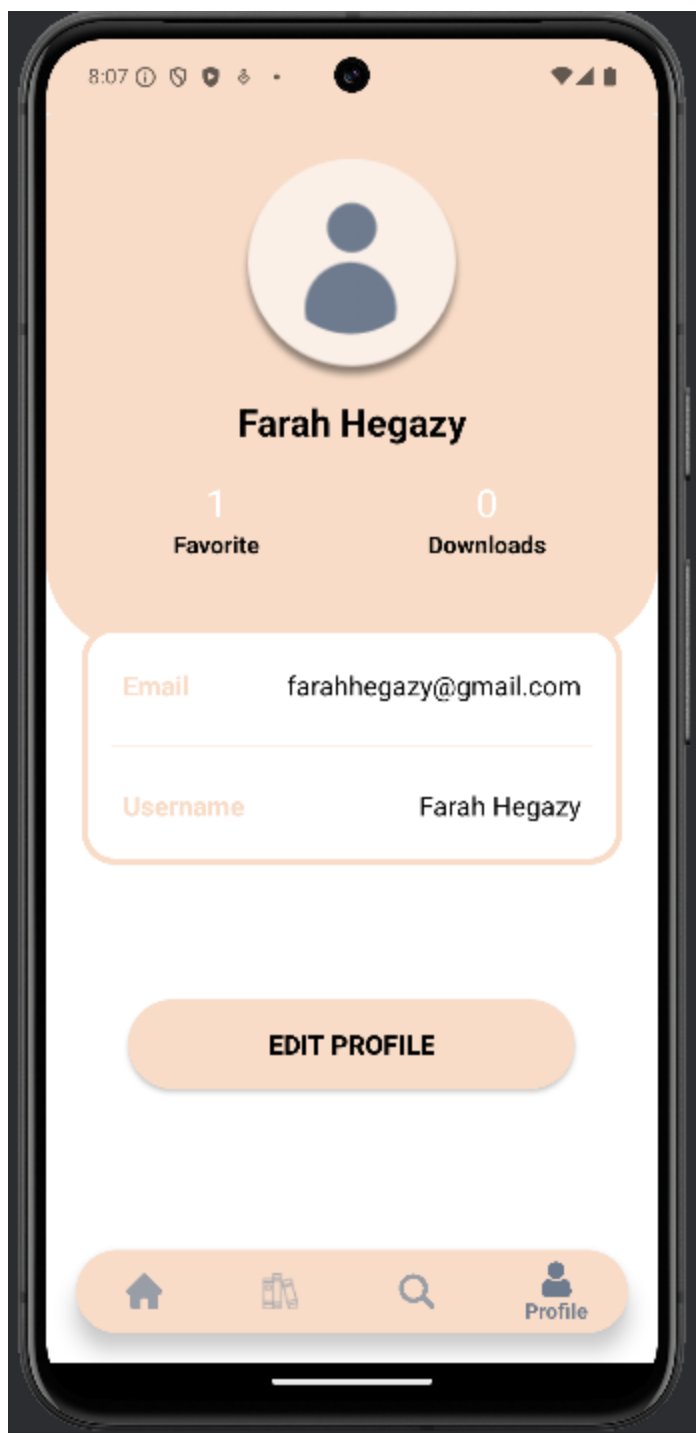 8:07
Farah Hegazy
1 0
Favorite Downloads
Email farahhegazy@gmail.com
Username Farah Hegazy
EDIT PROFILE
Profile